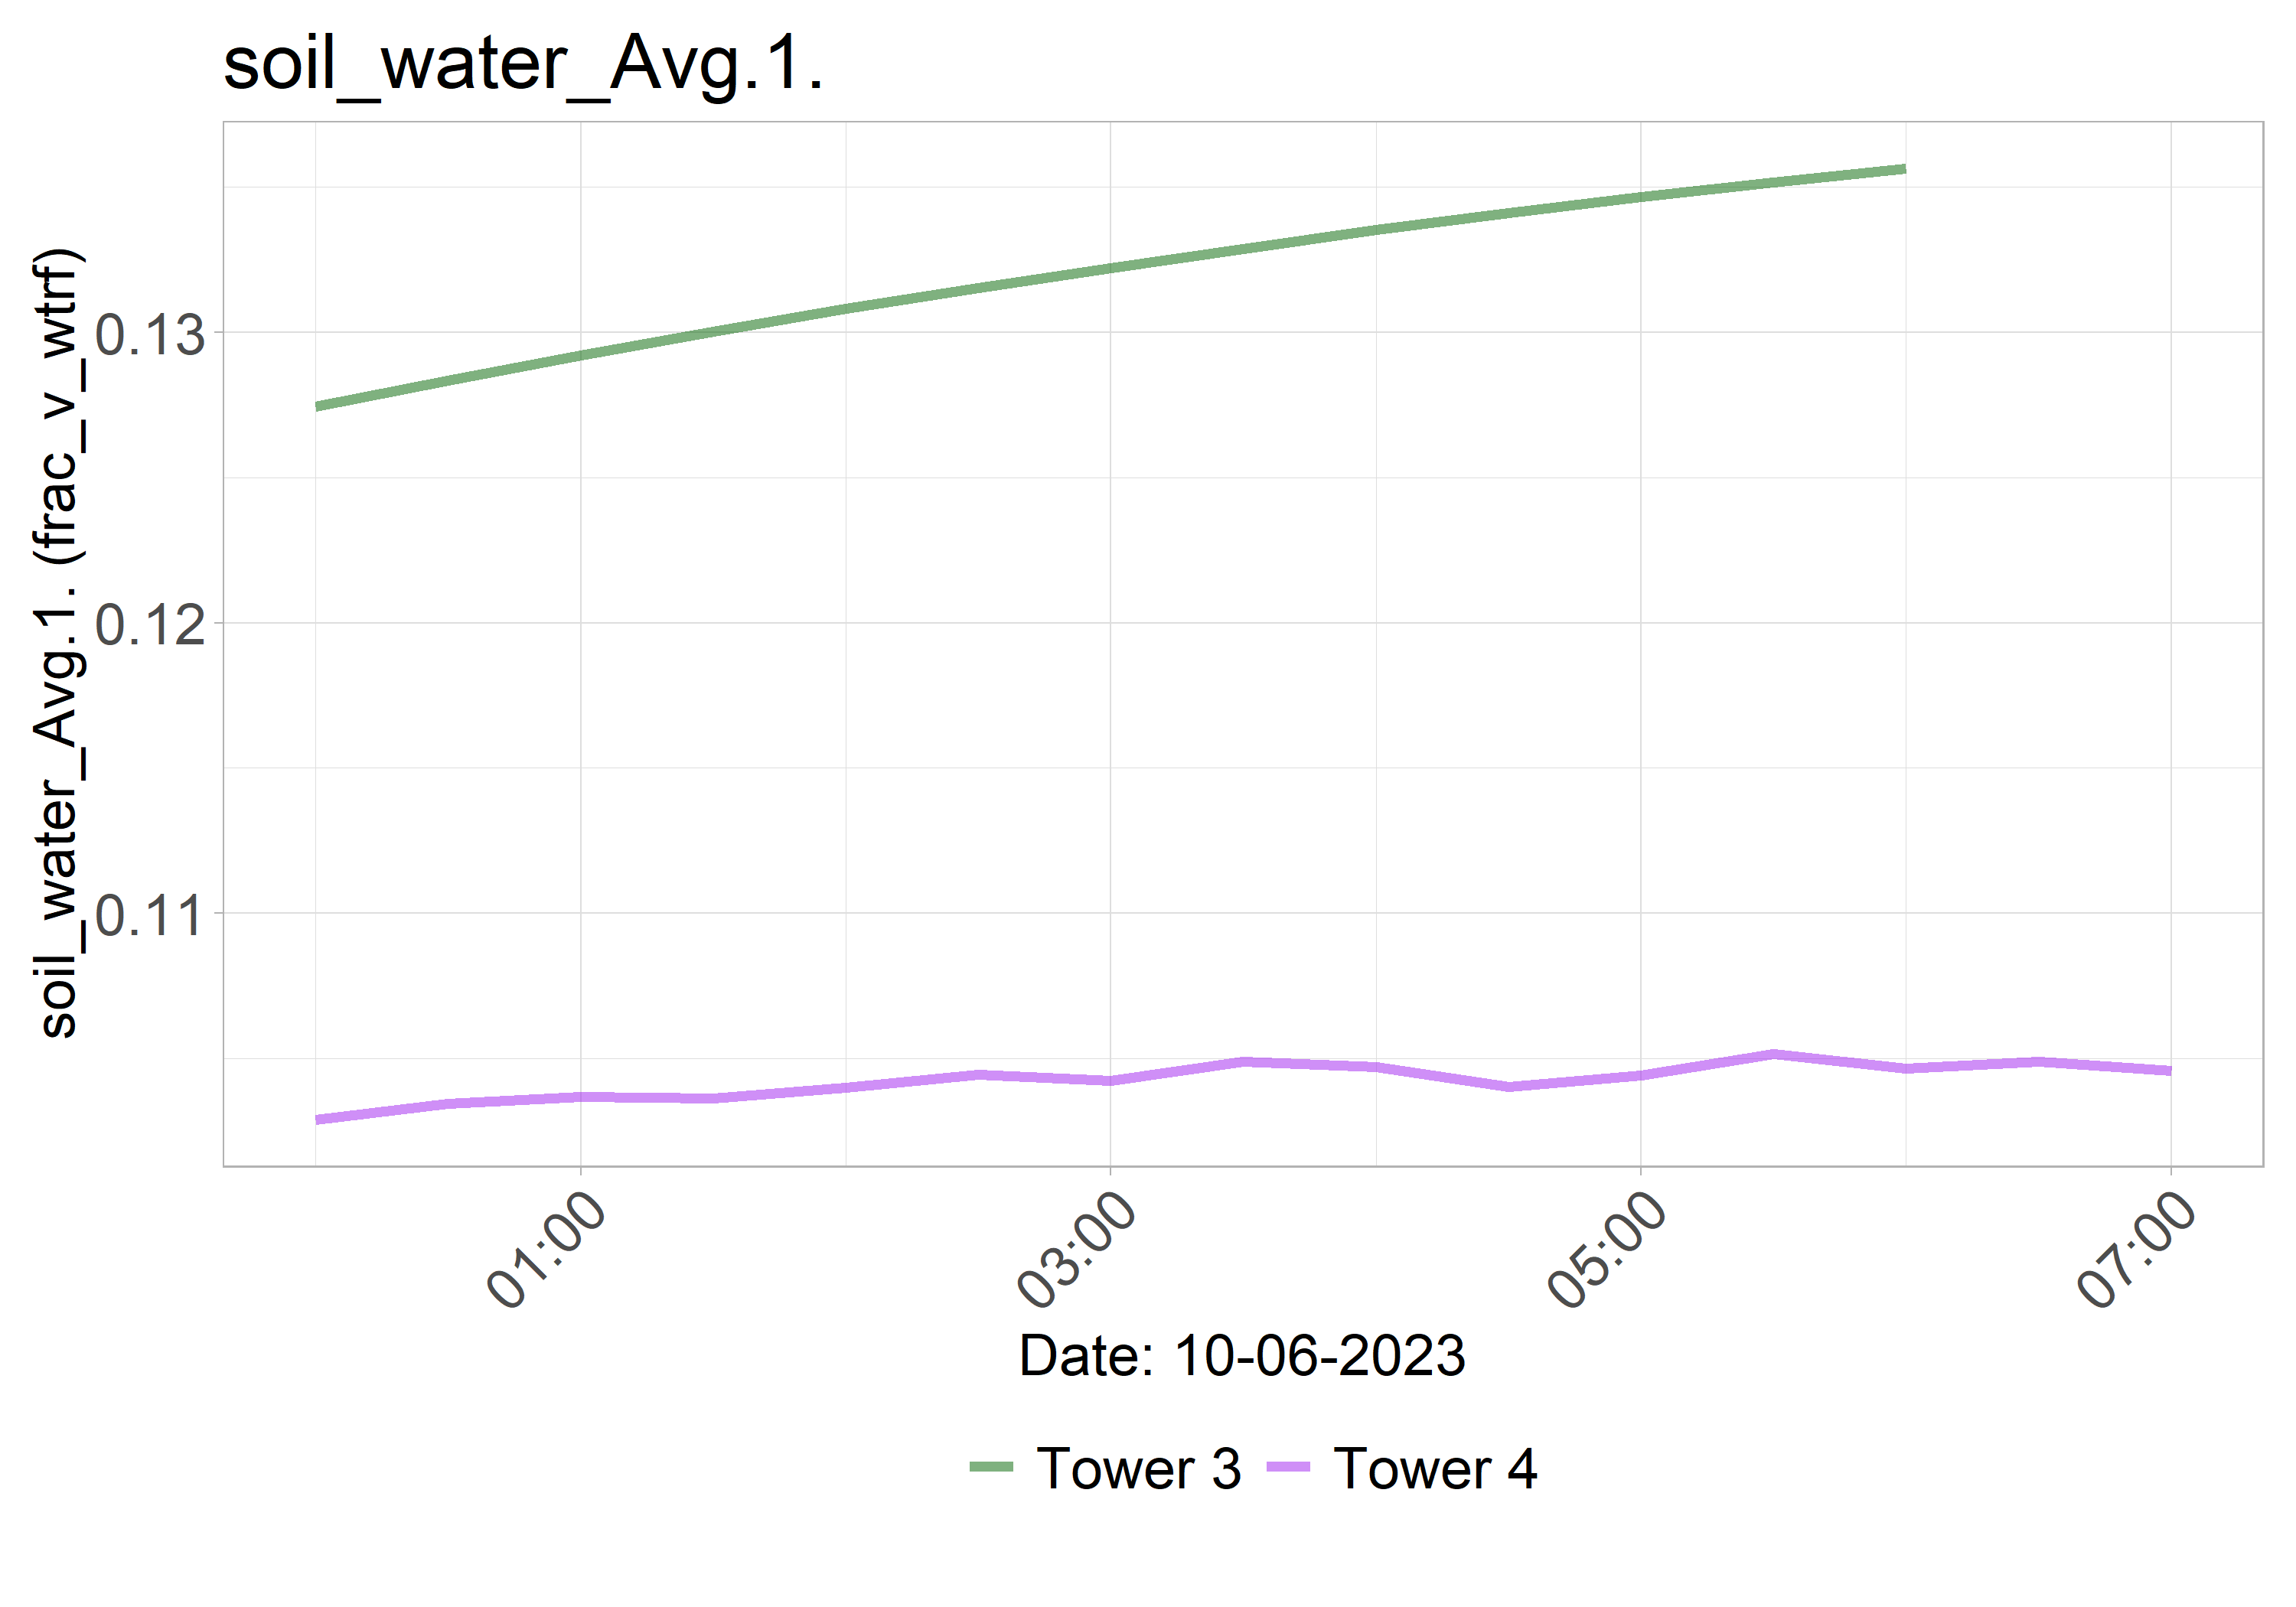 soil_water_Avg.1.
soil_water_Avg.1. (frac_v_wtrf)
0.13
0.12
0.11
01:00
03:00
05:00
07:00
Date: 10-06-2023
Tower 3
Tower 4